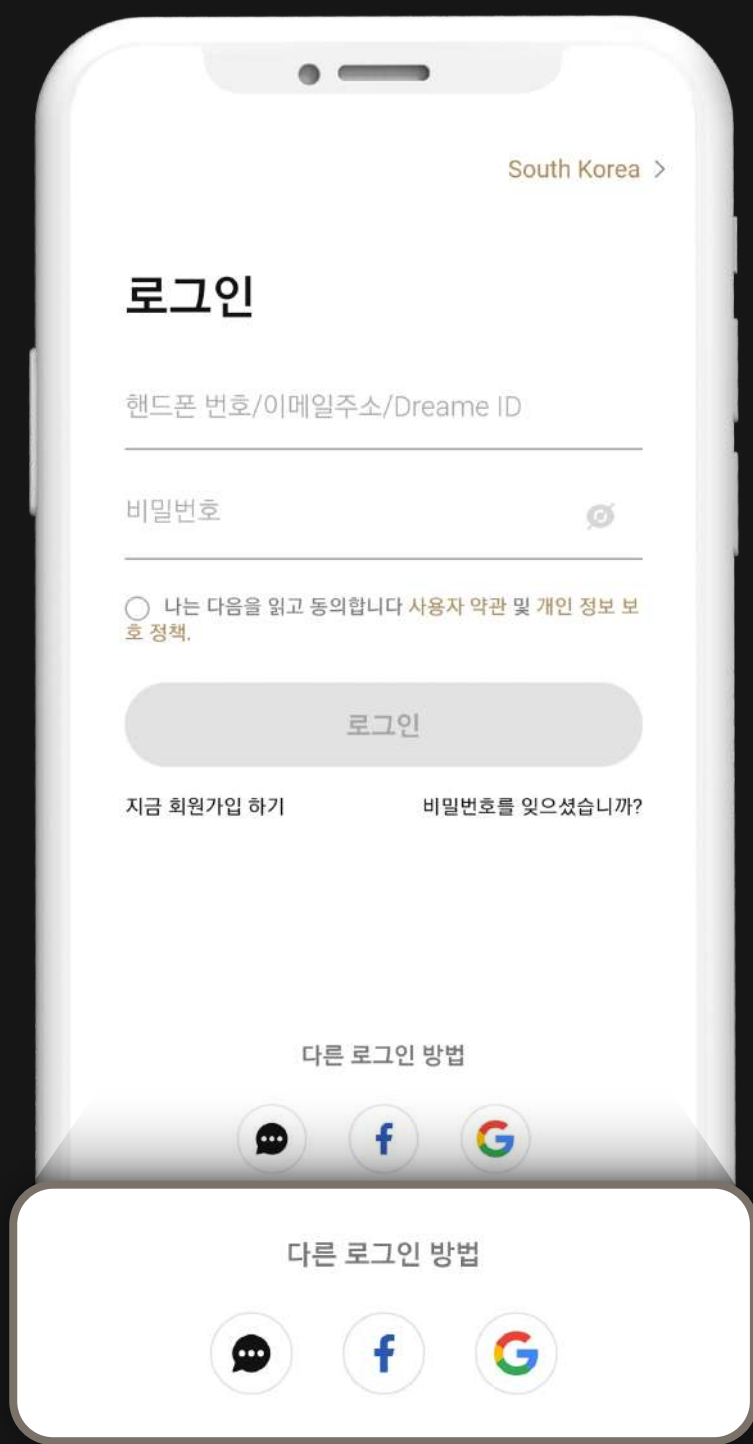 South Korea >
로그인
핸드폰 번호/이메일주소/Dreame ID
비밀번호
나는 다음을 읽고 동의합니다 사용자 약관 및 개인 정보 보
호 정책.
로그인
지금 회원가입 하기 비밀번호를 잊으셨습니까?
다른 로그인 방법
다른 로그인 방법